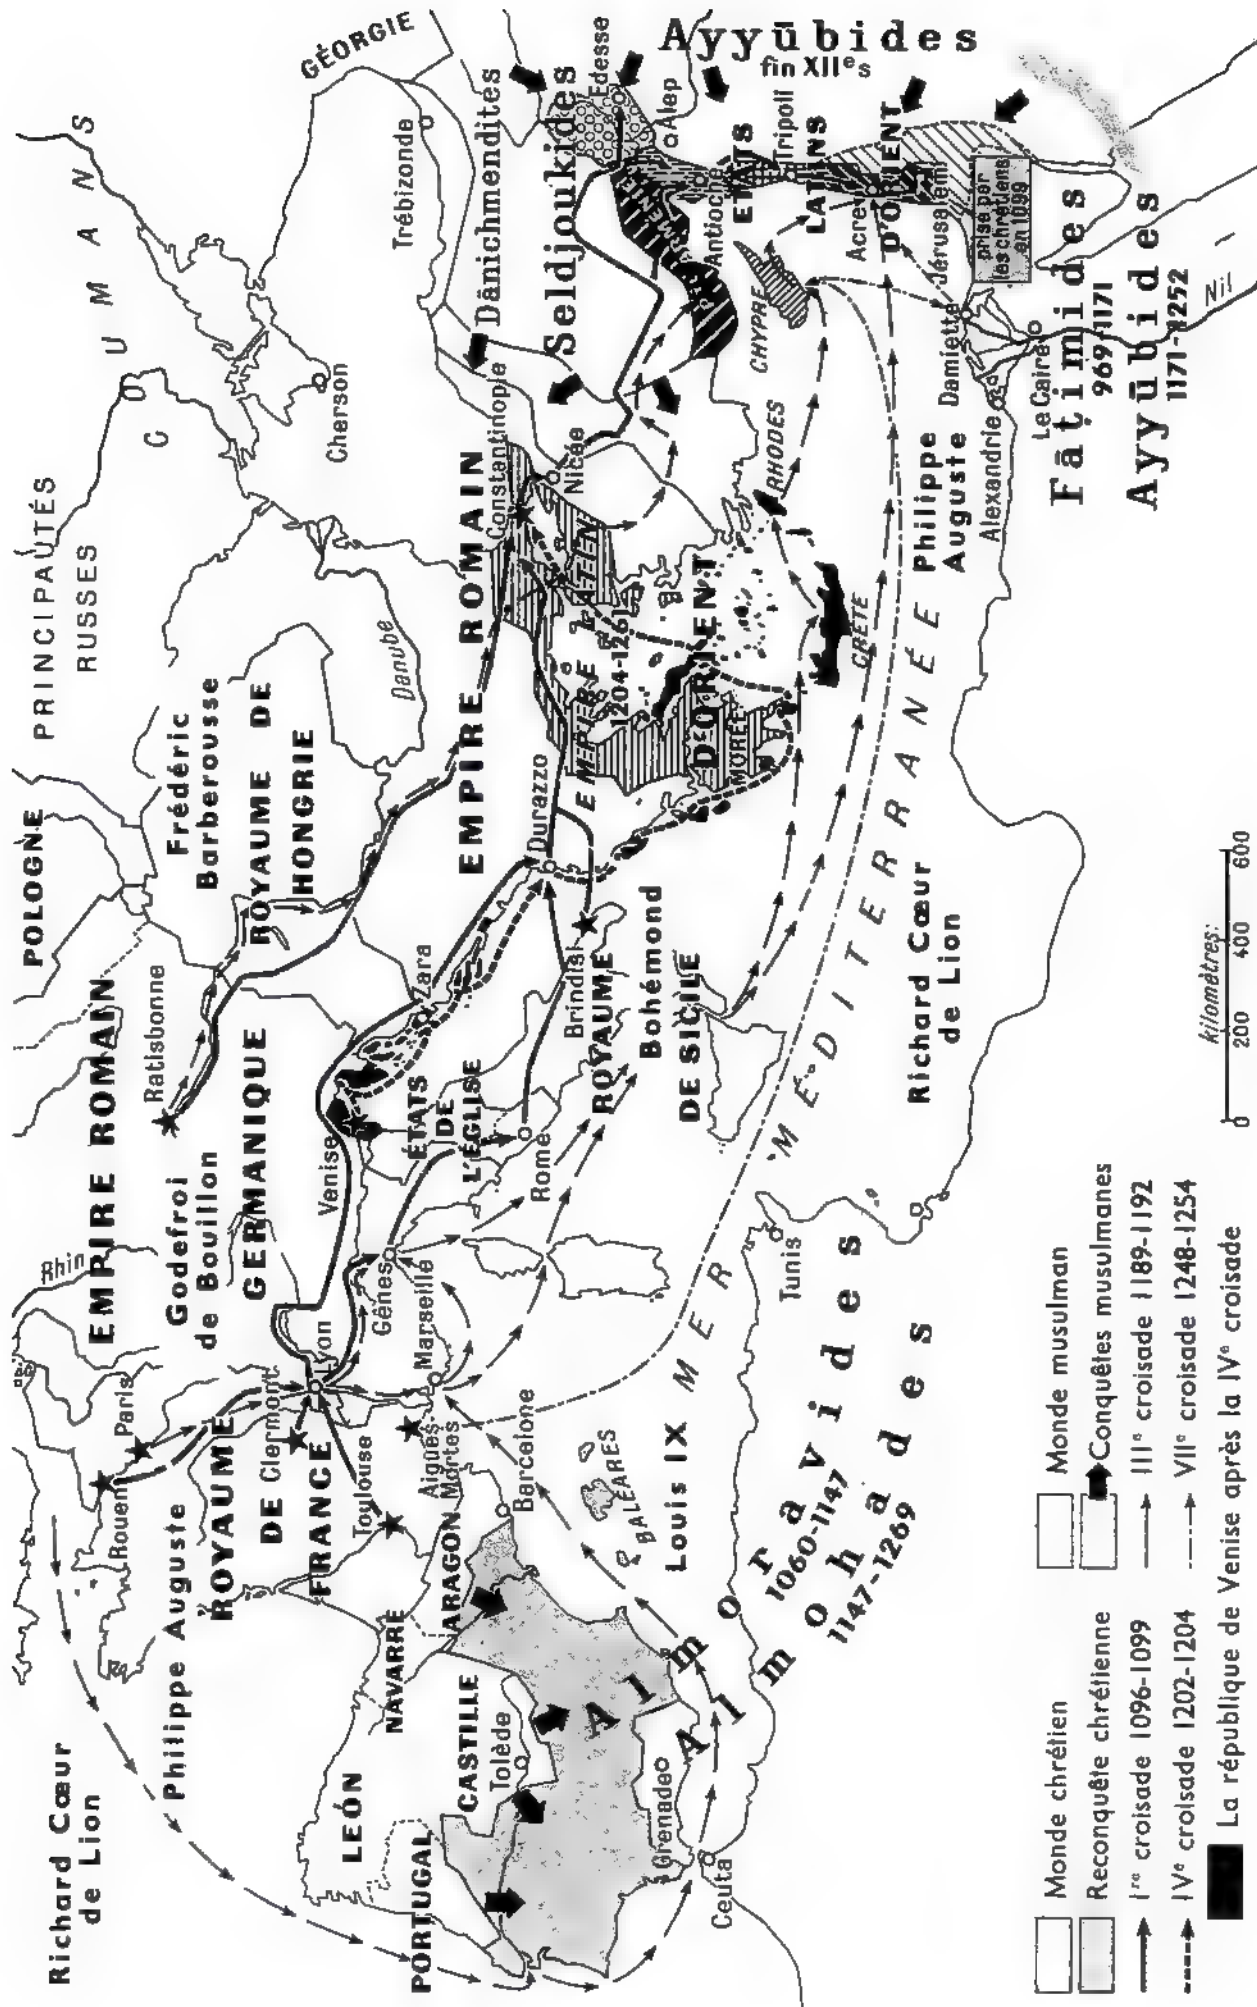 Richard Cœur
de Lion
Philippe Auguste
Rouen
Paris
ROYAUME
DE
FRANCE
Clermont
Lyon
Toulouse
Aigues
Mortes
Marseille
Gênes
LEÓN
NAVARRE
ARAGON
CASTILLE
PORTUGAL
Tolède
Barcelone
BALÉARES
Grenade
Ceuta
Louis IX
Almoravides
1060-1147
Almohades
1147-1269
Tunis
Rhin
EMPIRE ROMAN
GERMANIQUE
Godefroi
de Bouillon
Ratisbonne
POLOGNE
Frédéric
Barberousse
ROYAUME DE
HONGRIE
Venise
Zara
ÉTATS
DE
L'ÉGLISE
Rome
Brindisi
ROYAUME
Bohémond
DE SICILE
Durazzo
PRINCIPAUTÉS
RUSSES
COUMANS
Danube
Cherson
GÉORGIE
Trébizonde
EMPIRE ROMAIN
D'ORIENT
EMPIRE LATIN
1204-1261
Constantinople
Nicée
MORÉE
CRÈTE
RHODES
CHYPRE
Dânichmendites
Seldjoukides
Edesse
Ayyūbides
fin XIIes
Alep
Ptte ARMÉNIE
Antioche
Tripoli
ETATS
LATINS
D'ORIENT
Acre
Jérusalem
prise par
les chrétiens
en 1099
Damiette
Alexandrie
Le Caire
Nil
Fāṭimides
969-1171
Ayyūbides
1171-1252
Philippe
Auguste
MER MÉDITERRANÉE
Richard Cœur
de Lion
kilomètres:
0 200 400 600
Monde chrétien
Monde musulman
Reconquête chrétienne
Conquêtes musulmanes
Ire croisade 1096-1099
IIIe croisade 1189-1192
IVe croisade 1202-1204
VIIe croisade 1248-1254
La république de Venise après la IVe croisade